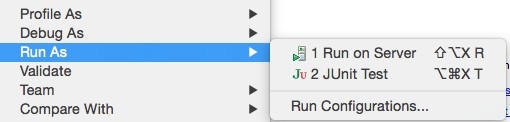 Profile As
Debug As
Run As
Validate
Team
Compare With
1 Run on Server ⇧⌥X R
Ju 2 JUnit Test ⌥⌘X T
Run Configurations...